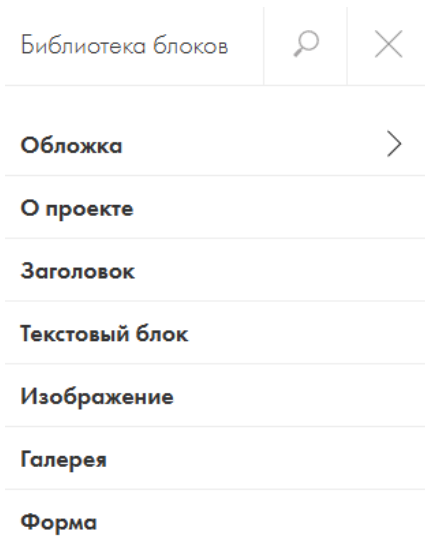 Библиотека блоков
Обложка
О проекте
Заголовок
Текстовый блок
Изображение
Галерея
Форма